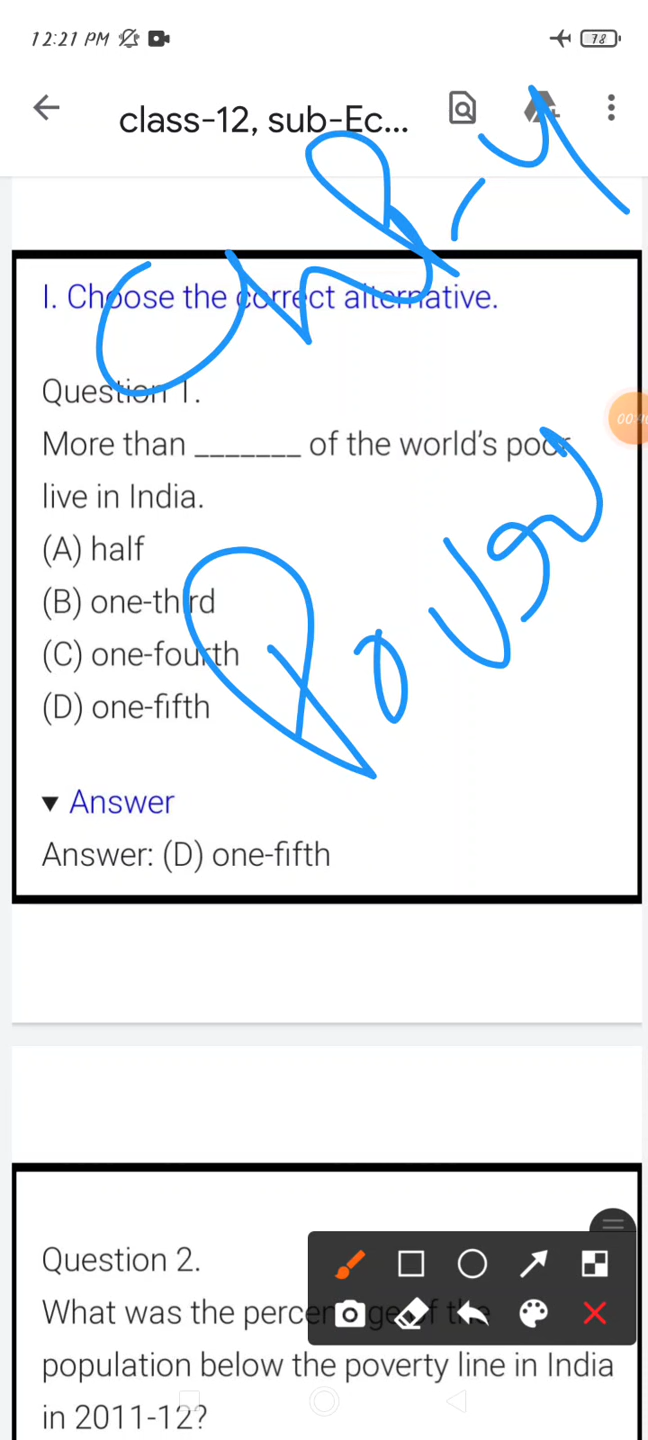 12:21 PM 78
class-12, sub-Ec...
Chp-4
I. Choose the correct alternative.
Question 1.
More than _______ of the world's poor
live in India.
(A) half
(B) one-third
(C) one-fourth
(D) one-fifth
▼ Answer
Answer: (D) one-fifth
Question 2.
What was the percentage of the
population below the poverty line in India
in 2011-12?